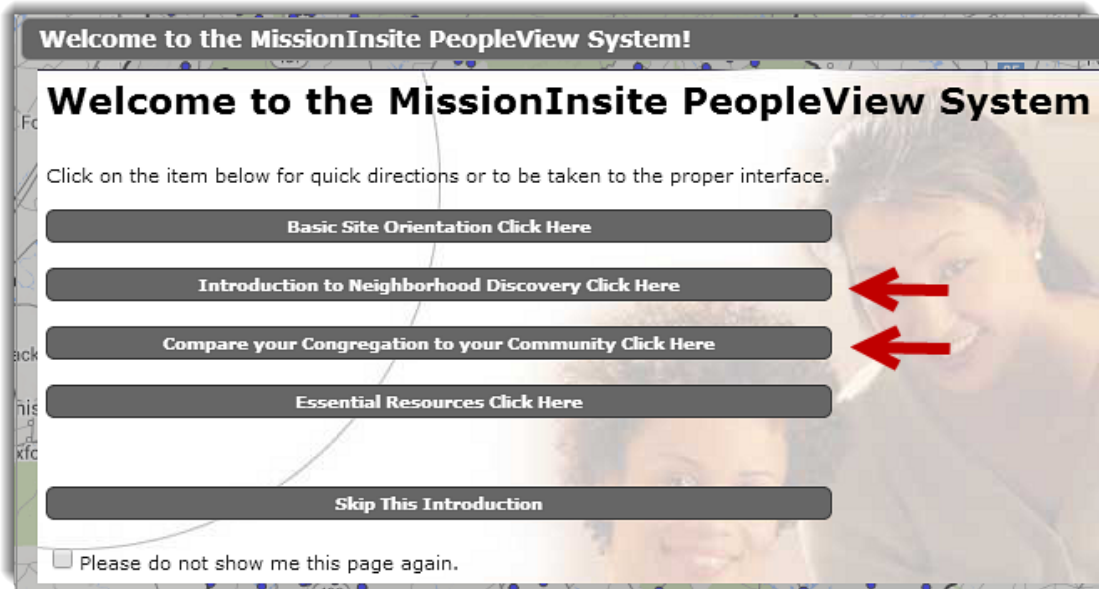 Welcome to the MissionInsite PeopleView System!
Welcome to the MissionInsite PeopleView System
Click on the item below for quick directions or to be taken to the proper interface.
Basic Site Orientation Click Here
Introduction to Neighborhood Discovery Click Here
Compare your Congregation to your Community Click Here
Essential Resources Click Here
Skip This Introduction
Please do not show me this page again.